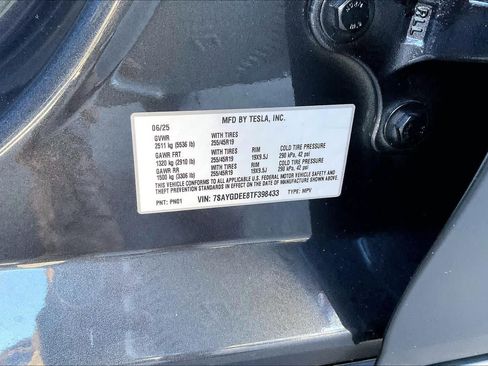 MFD BY TESLA, INC.
06/25
GVWR WITH TIRES
2511 kg (5536 lb) 255/45R19
GAWR FRT WITH TIRES RIM COLD TIRE PRESSURE
1320 kg (2910 lb) 255/45R19 19X9.5J 290 kPa, 42 psi
GAWR RR WITH TIRES RIM COLD TIRE PRESSURE
1500 kg (3306 lb) 255/45R19 19X9.5J 290 kPa, 42 psi
THIS VEHICLE CONFORMS TO ALL APPLICABLE U.S. FEDERAL MOTOR VEHICLE SAFETY AND
THEFT PREVENTION STANDARDS IN EFFECT ON THE DATE OF MANUFACTURE SHOWN ABOVE.
PNT: PN01 VIN: 7SAYGDEE8TF398433 TYPE: MPV